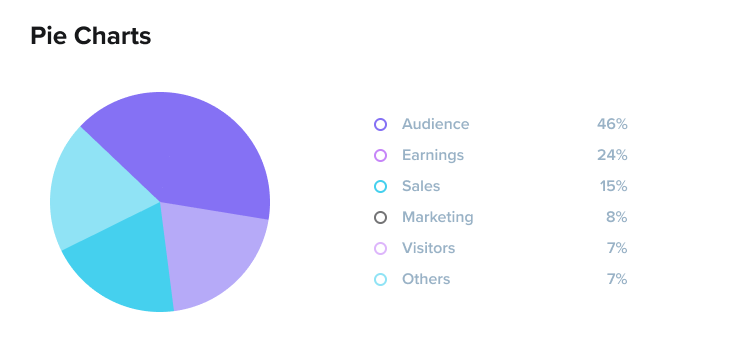 Pie Charts
Audience 46%
Earnings 24%
Sales 15%
Marketing 8%
Visitors 7%
Others 7%